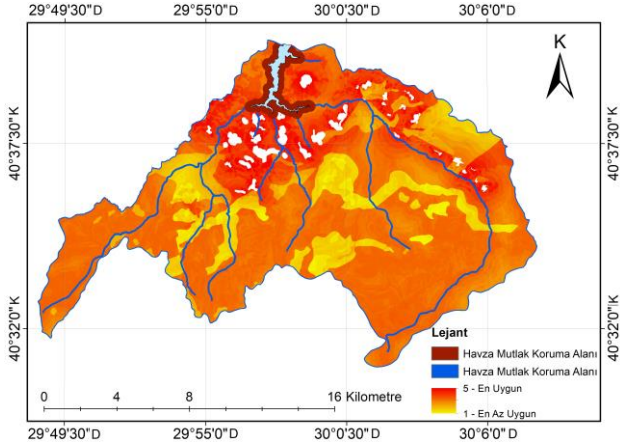 29°49'30"D 29°55'0"D 30°0'30"D 30°6'0"D
K
40°37'30"K 40°37'30"K
40°32'0"K 40°32'0"K
Lejant
Havza Mutlak Koruma Alanı
Havza Mutlak Koruma Alanı
5 - En Uygun
1 - En Az Uygun
0 4 8 16 Kilometre
29°49'30"D 29°55'0"D 30°0'30"D 30°6'0"D